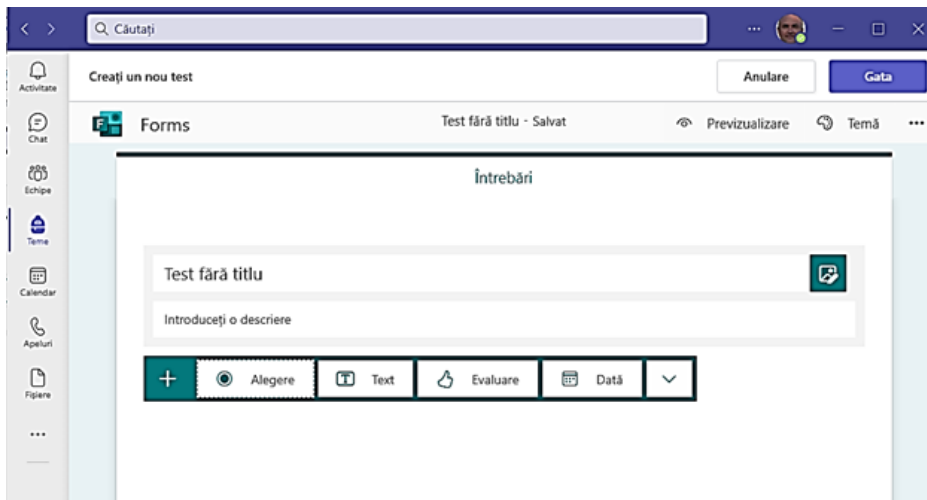 Căutați
Creați un nou test
Anulare
Gata
Activitate
Chat
Echipe
Teme
Calendar
Apeluri
Fișiere
Forms
Test fără titlu - Salvat
Previzualizare
Temă
Întrebări
Test fără titlu
Introduceți o descriere
Alegere
Text
Evaluare
Dată